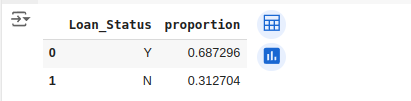 Loan_Status proportion
0 Y 0.687296
1 N 0.312704